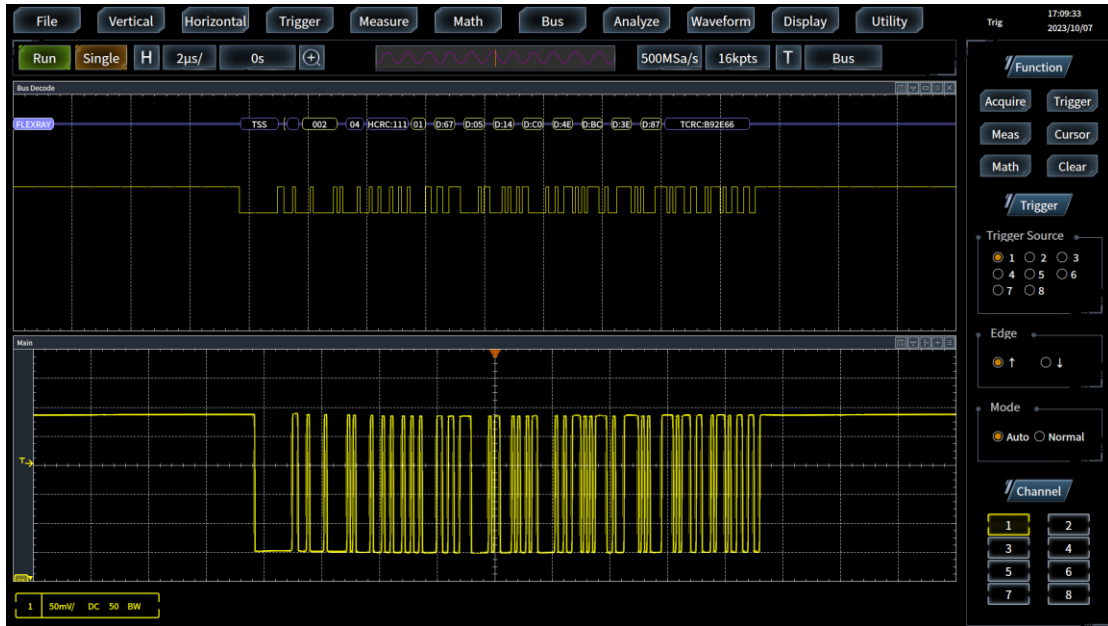 File Vertical Horizontal Trigger Measure Math Bus Analyze Waveform Display Utility Trig 17:09:33
2023/10/07
Run Single H 2μs/ 0s 500MSa/s 16kpts T Bus
Function
Bus Decode
Acquire Trigger
FLEXRAY TSS 002 04 HCRC:111 01 D:67 D:05 D:14 D:C0 D:4E D:BC D:3E D:87 TCRC:B92E66
Meas Cursor
Math Clear
Trigger
Trigger Source
1 2 3
4 5 6
7 8
Edge
↑ ↓
Main
Mode
Auto Normal
T
Channel
1 2
3 4
5 6
7 8
1 50mV/ DC 50 BW